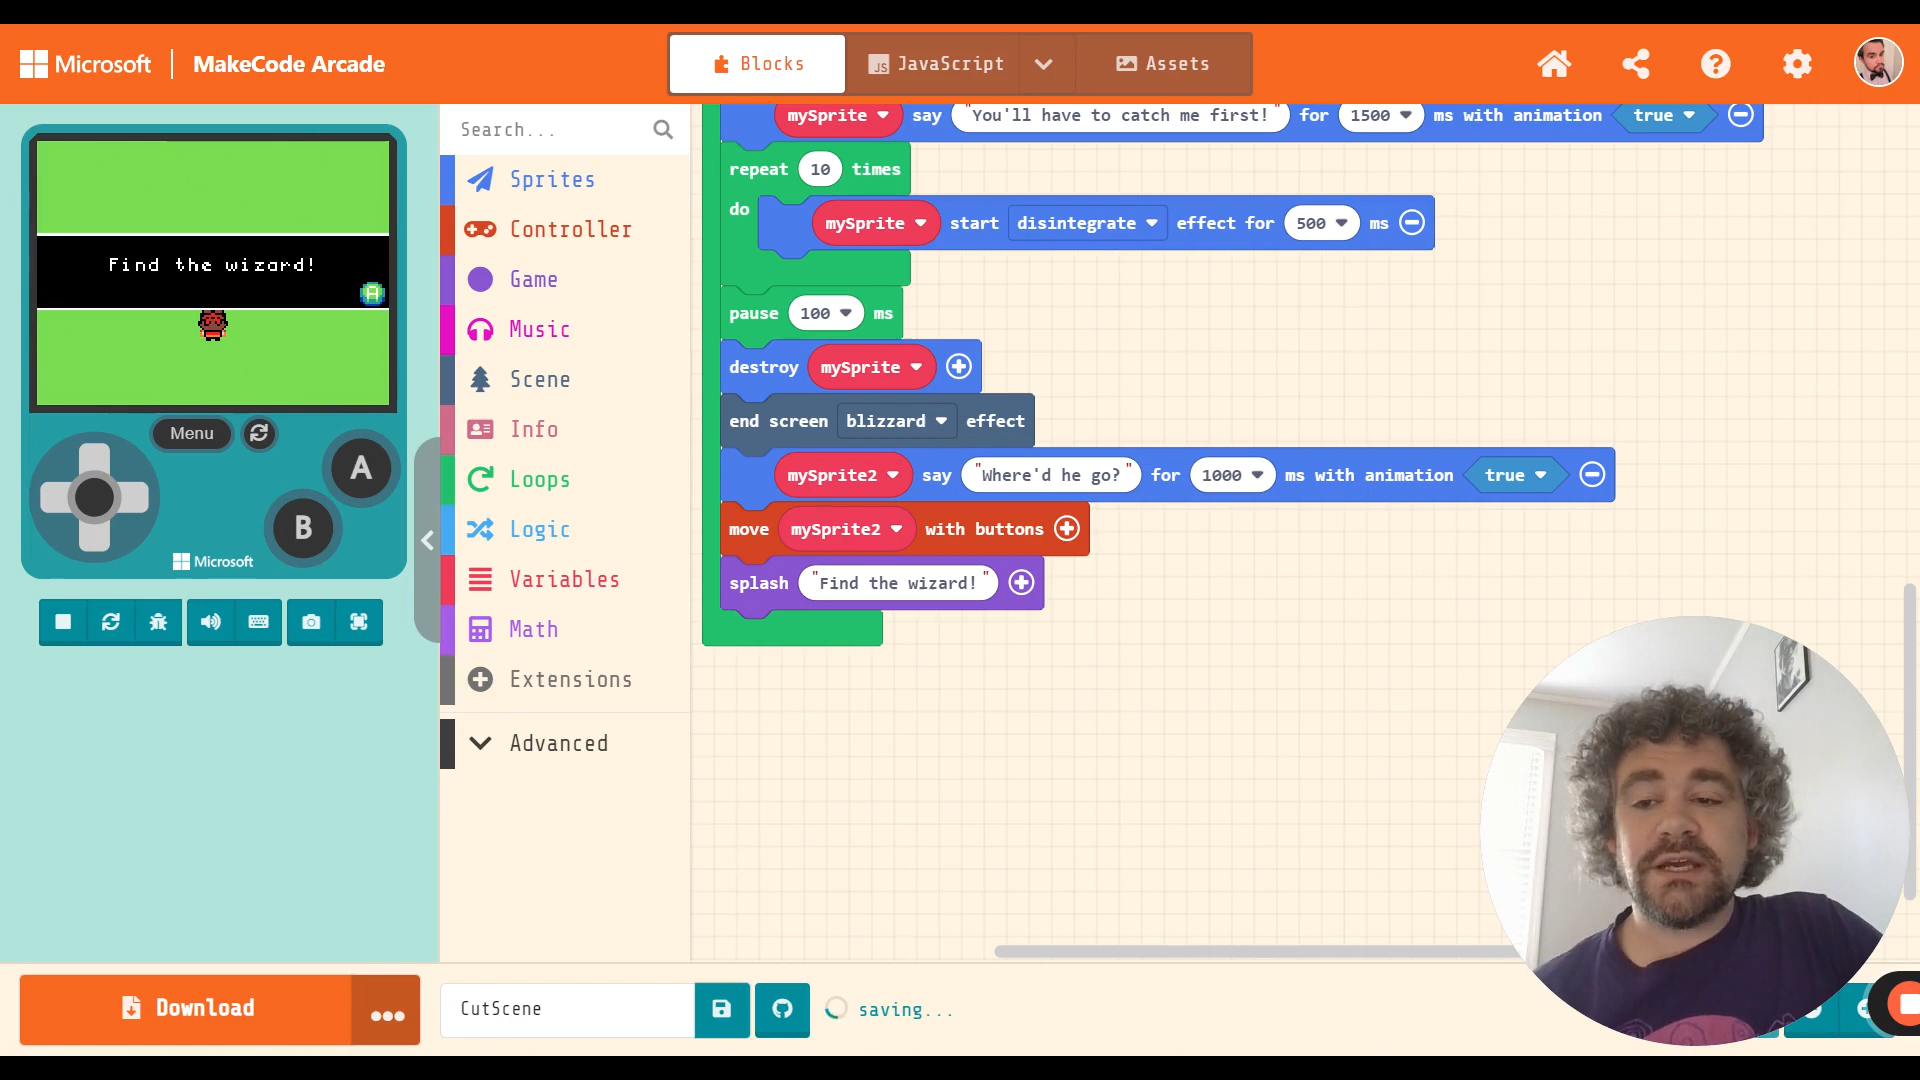 Microsoft | MakeCode Arcade
Blocks
JavaScript
Assets
Find the wizard!
A
Menu
A
B
Microsoft
Search...
Sprites
Controller
Game
Music
Scene
Info
Loops
Logic
Variables
Math
Extensions
Advanced
mySprite say "You'll have to catch me first!" for 1500 ms with animation true
repeat 10 times
do mySprite start disintegrate effect for 500 ms
pause 100 ms
destroy mySprite
end screen blizzard effect
mySprite2 say "Where'd he go?" for 1000 ms with animation true
move mySprite2 with buttons
splash "Find the wizard!"
Download
CutScene
saving...